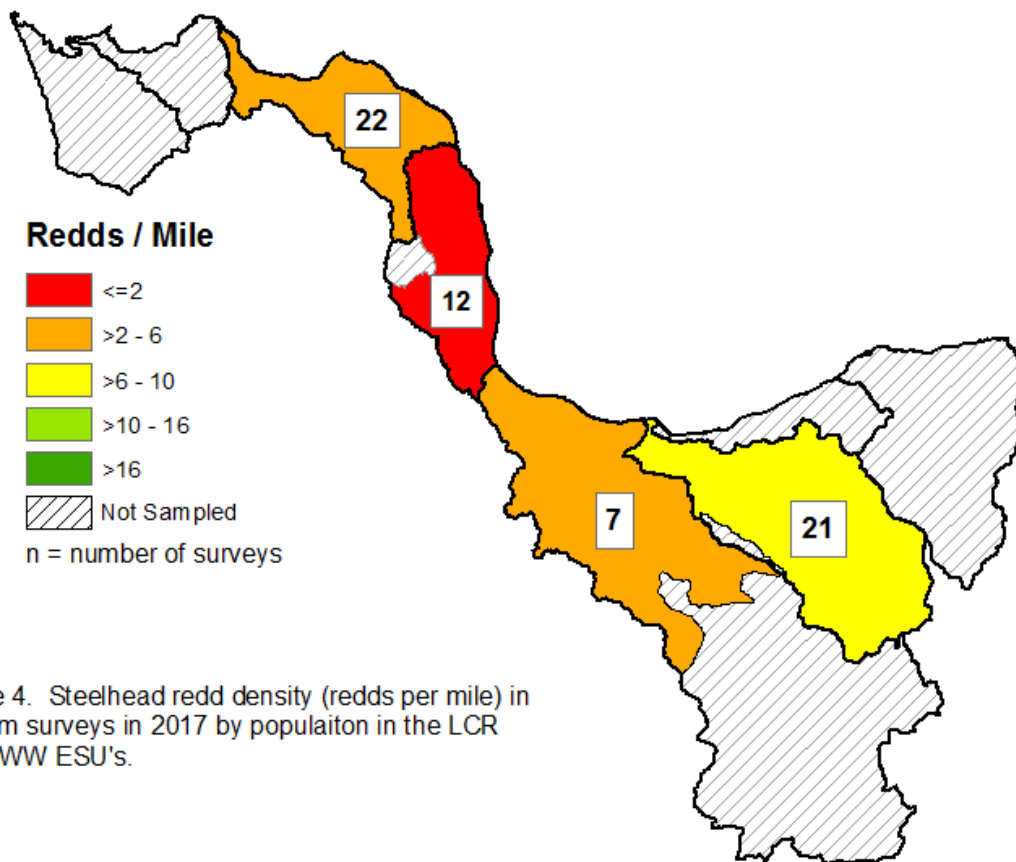 22
Redds / Mile
<=2
>2 - 6
>6 - 10
>10 - 16
>16
Not Sampled
n = number of surveys
12
7
21
e 4. Steelhead redd density (redds per mile) in
m surveys in 2017 by populaiton in the LCR
WW ESU's.